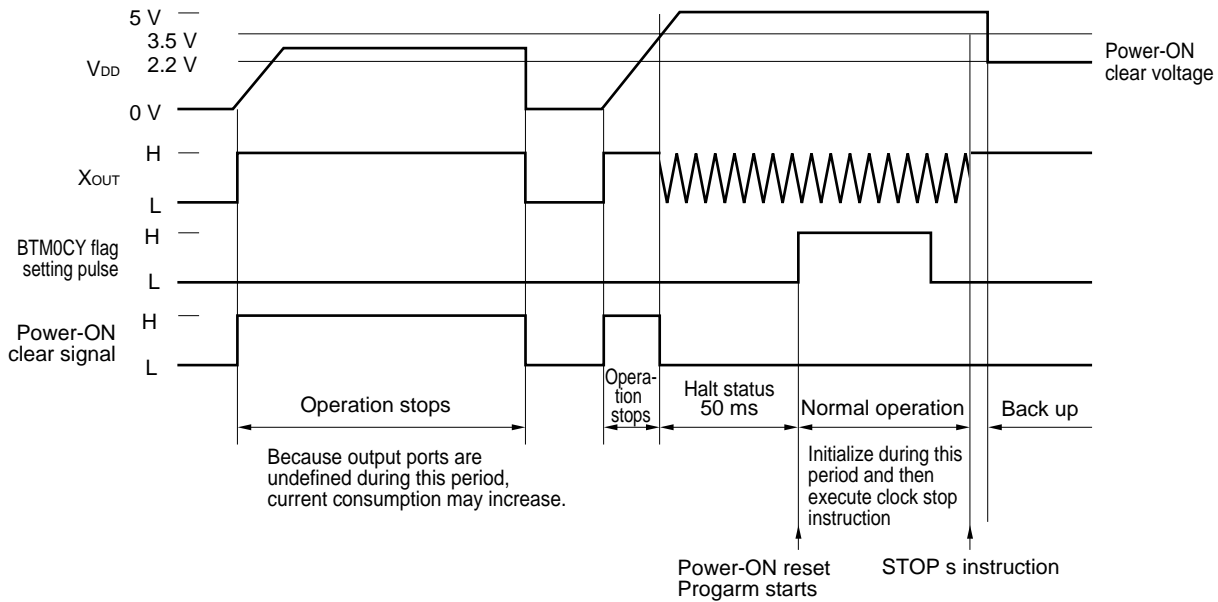 5 V
3.5 V
VDD
2.2 V
0 V
Power-ON
clear voltage
H
XOUT
L
H
BTM0CY flag
setting pulse
L
H
Power-ON
clear signal
L
Operation stops
Opera-
tion
stops
Halt status
50 ms
Normal operation
Back up
Because output ports are
undefined during this period,
current consumption may increase.
Initialize during this
period and then
execute clock stop
instruction
Power-ON reset
Progarm starts
STOP s instruction